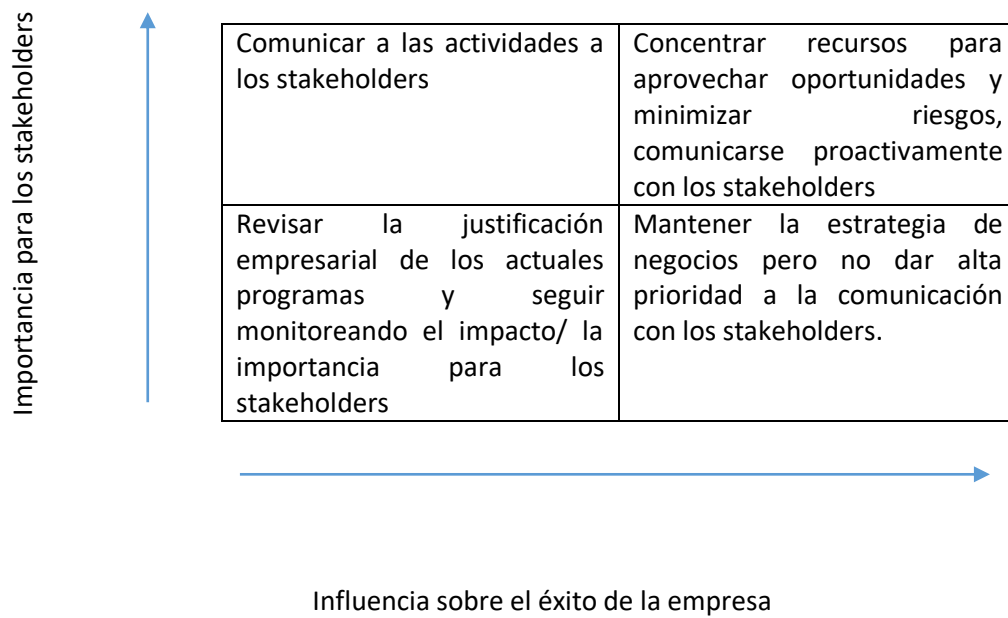 Importancia para los stakeholders
Comunicar a las actividades a
los stakeholders
Concentrar recursos para
aprovechar oportunidades y
minimizar riesgos,
comunicarse proactivamente
con los stakeholders
Revisar la justificación
empresarial de los actuales
programas y seguir
monitoreando el impacto/ la
importancia para los
stakeholders
Mantener la estrategia de
negocios pero no dar alta
prioridad a la comunicación
con los stakeholders.
Influencia sobre el éxito de la empresa